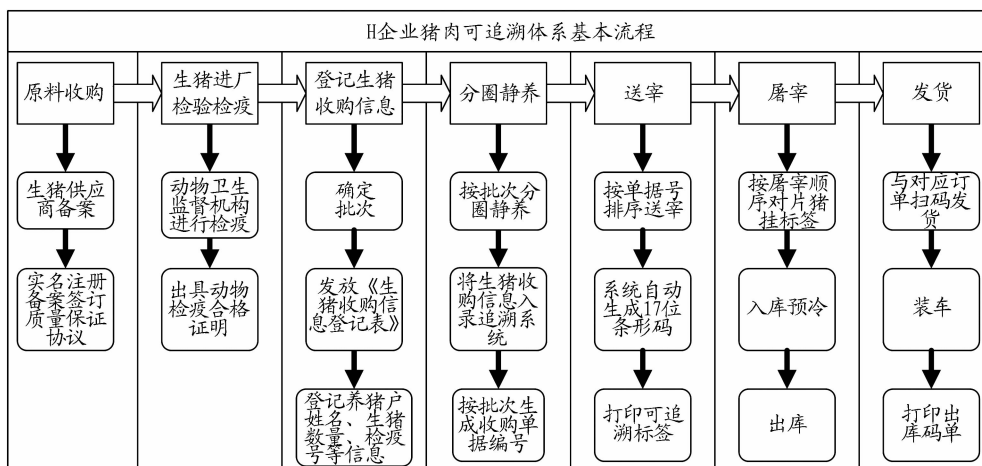 H企业猪肉可追溯体系基本流程
原料收购
生猪进厂
检验检疫
登记生猪
收购信息
分圈静养
送宰
屠宰
发货
生猪供应
商备案
动物卫生
监督机构
进行检疫
确定
批次
按批次分
圈静养
按单据号
排序送宰
按屠宰顺
序对片猪
挂标签
与对应订
单扫码发
货
实名注册
备案签订
质量保证
协议
出具动物
检疫合格
证明
发放《生
猪收购信
息登记表》
将生猪收
购信息入
录追溯系
统
系统自动
生成17位
条形码
入库预冷
装车
登记养猪户
姓名、生猪
数量、检疫
号等信息
按批次生
成收购单
据编号
打印可追
溯标签
出库
打印出
库码单